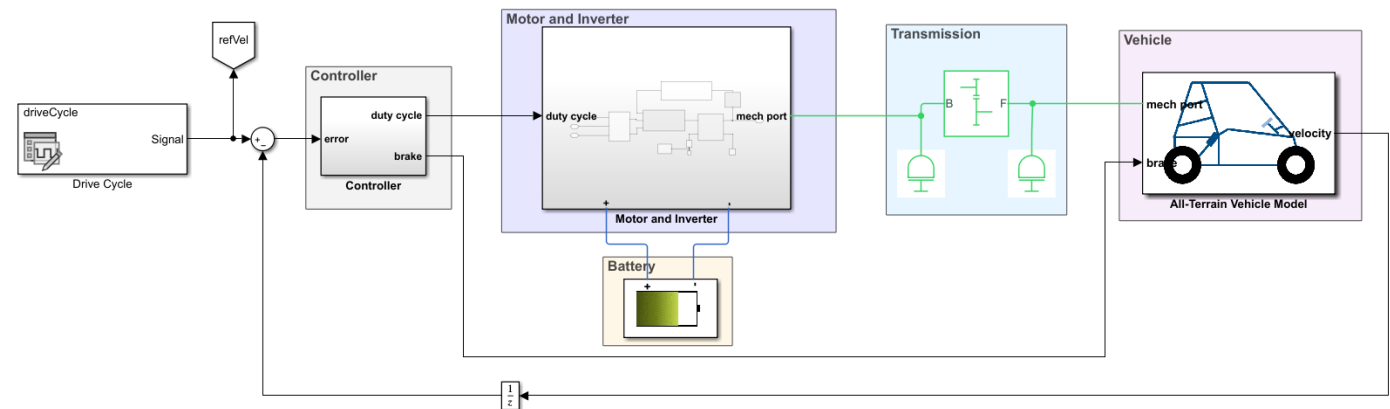 refVel
driveCycle
Signal
Drive Cycle
+
−
Controller
error
duty cycle
brake
Controller
Motor and Inverter
duty cycle
mech port
+
-
Motor and Inverter
Battery
+
-
Transmission
B
F
Vehicle
mech port
brake
velocity
All-Terrain Vehicle Model
1
z